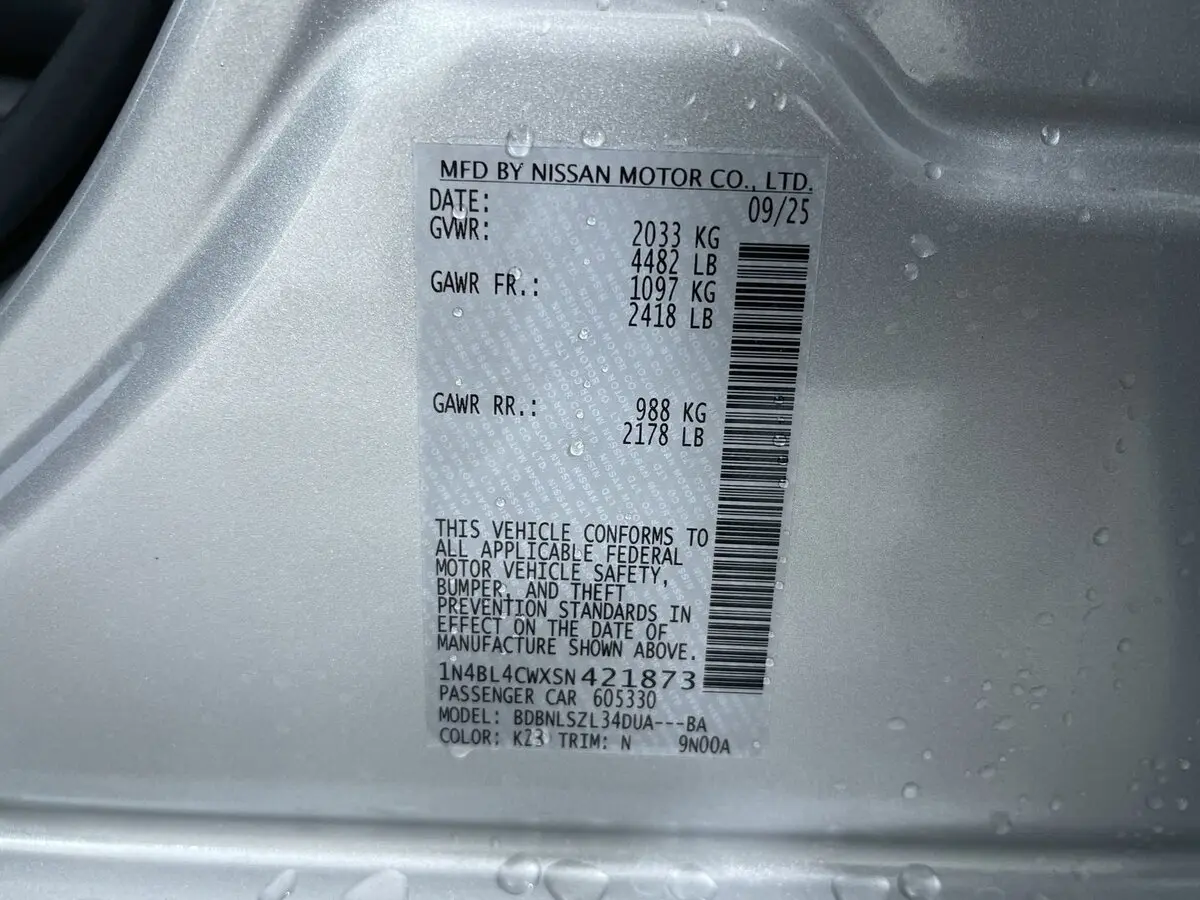 MFD BY NISSAN MOTOR CO., LTD.
DATE: 09/25
GVWR: 2033 KG
4482 LB
GAWR FR.: 1097 KG
2418 LB
GAWR RR.: 988 KG
2178 LB
THIS VEHICLE CONFORMS TO
ALL APPLICABLE FEDERAL
MOTOR VEHICLE SAFETY,
BUMPER, AND THEFT
PREVENTION STANDARDS IN
EFFECT ON THE DATE OF
MANUFACTURE SHOWN ABOVE.
1N4BL4CWXSN421873
PASSENGER CAR 605330
MODEL: BDBNLSZL34DUA---BA
COLOR: K23 TRIM: N 9N00A